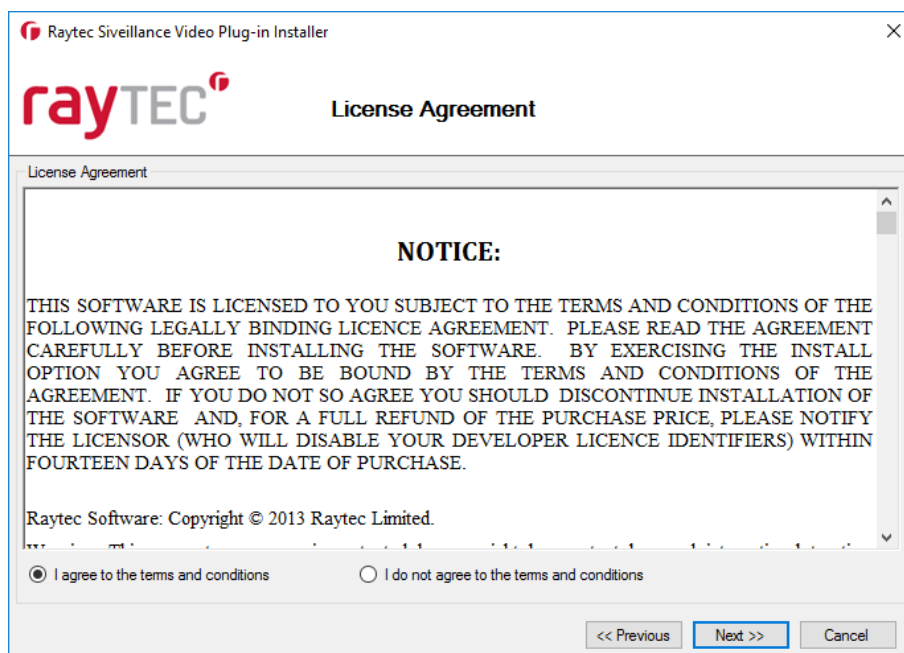 Raytec Siveillance Video Plug-in Installer
rayTEC
License Agreement
License Agreement
NOTICE:
THIS SOFTWARE IS LICENSED TO YOU SUBJECT TO THE TERMS AND CONDITIONS OF THE
FOLLOWING LEGALLY BINDING LICENCE AGREEMENT. PLEASE READ THE AGREEMENT
CAREFULLY BEFORE INSTALLING THE SOFTWARE. BY EXERCISING THE INSTALL
OPTION YOU AGREE TO BE BOUND BY THE TERMS AND CONDITIONS OF THE
AGREEMENT. IF YOU DO NOT SO AGREE YOU SHOULD DISCONTINUE INSTALLATION OF
THE SOFTWARE AND, FOR A FULL REFUND OF THE PURCHASE PRICE, PLEASE NOTIFY
THE LICENSOR (WHO WILL DISABLE YOUR DEVELOPER LICENCE IDENTIFIERS) WITHIN
FOURTEEN DAYS OF THE DATE OF PURCHASE.
Raytec Software: Copyright © 2013 Raytec Limited.
I agree to the terms and conditions
I do not agree to the terms and conditions
<< Previous
Next >>
Cancel